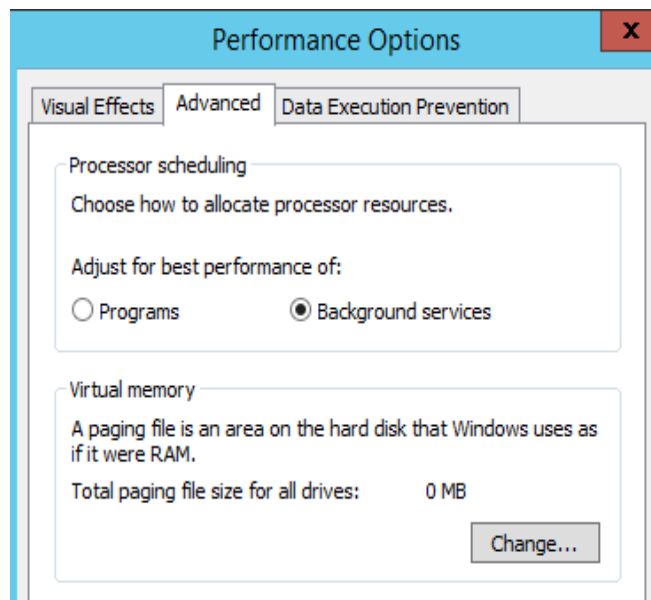 Performance Options
x
Visual Effects Advanced Data Execution Prevention
Processor scheduling
Choose how to allocate processor resources.
Adjust for best performance of:
Programs Background services
Virtual memory
A paging file is an area on the hard disk that Windows uses as
if it were RAM.
Total paging file size for all drives: 0 MB
Change...